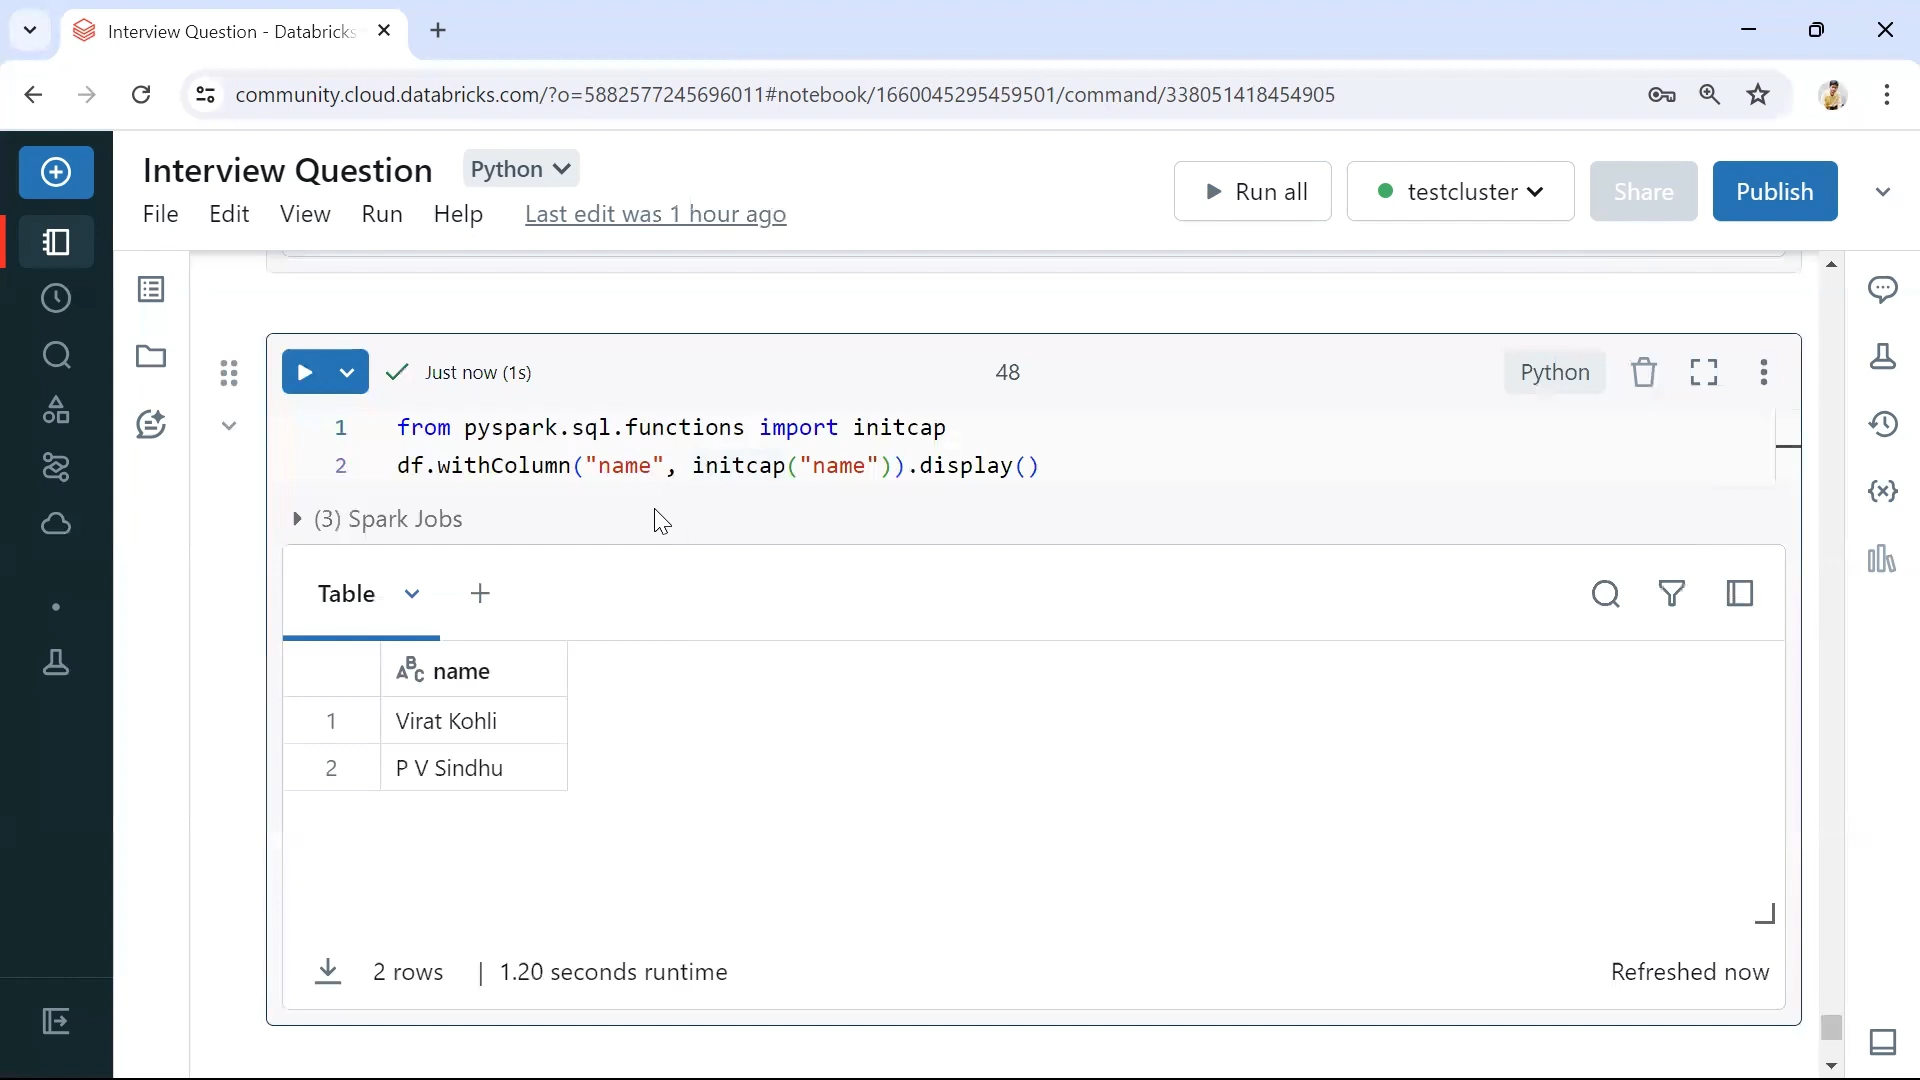 Interview Question - Databricks
community.cloud.databricks.com/?o=5882577245696011#notebook/1660045295459501/command/338051418454905
Interview Question Python
File Edit View Run Help Last edit was 1 hour ago
Run all testcluster Share Publish
Just now (1s) 48 Python
1 from pyspark.sql.functions import initcap
2 df.withColumn("name", initcap("name")).display()
(3) Spark Jobs
Table
ABC name
1 Virat Kohli
2 P V Sindhu
2 rows | 1.20 seconds runtime Refreshed now